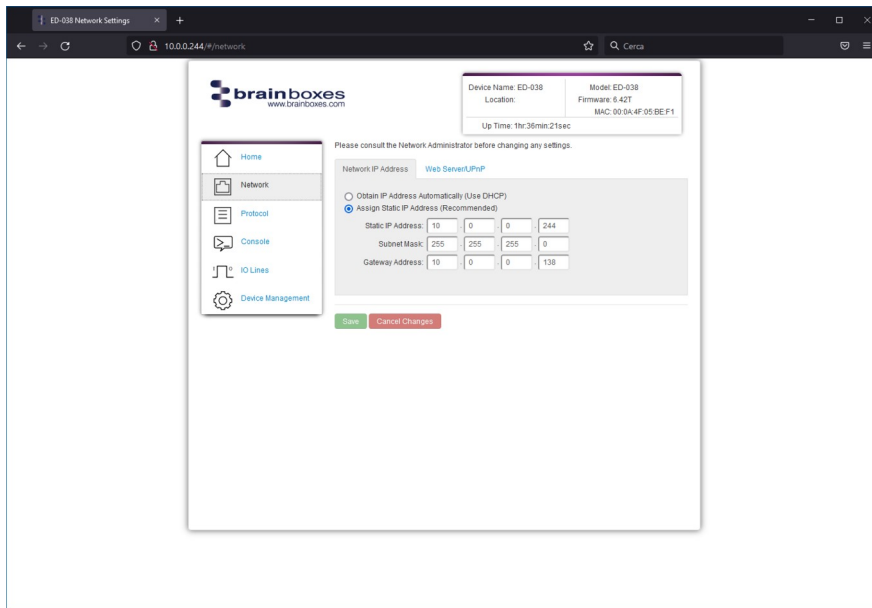 ED-038 Network Settings
10.0.0.244/#/network
Cerca
brainboxes
www.brainboxes.com
Device Name: ED-038
Location:
Model: ED-038
Firmware: 6.42T
MAC: 00:0A:4F:05:BE:F1
Up Time: 1hr:36min:21sec
Please consult the Network Administrator before changing any settings.
Home
Network
Protocol
Console
IO Lines
Device Management
Network IP Address
Web Server/UPnP
Obtain IP Address Automatically (Use DHCP)
Assign Static IP Address (Recommended)
Static IP Address: 10 . 0 . 0 . 244
Subnet Mask: 255 . 255 . 255 . 0
Gateway Address: 10 . 0 . 0 . 138
Save
Cancel Changes